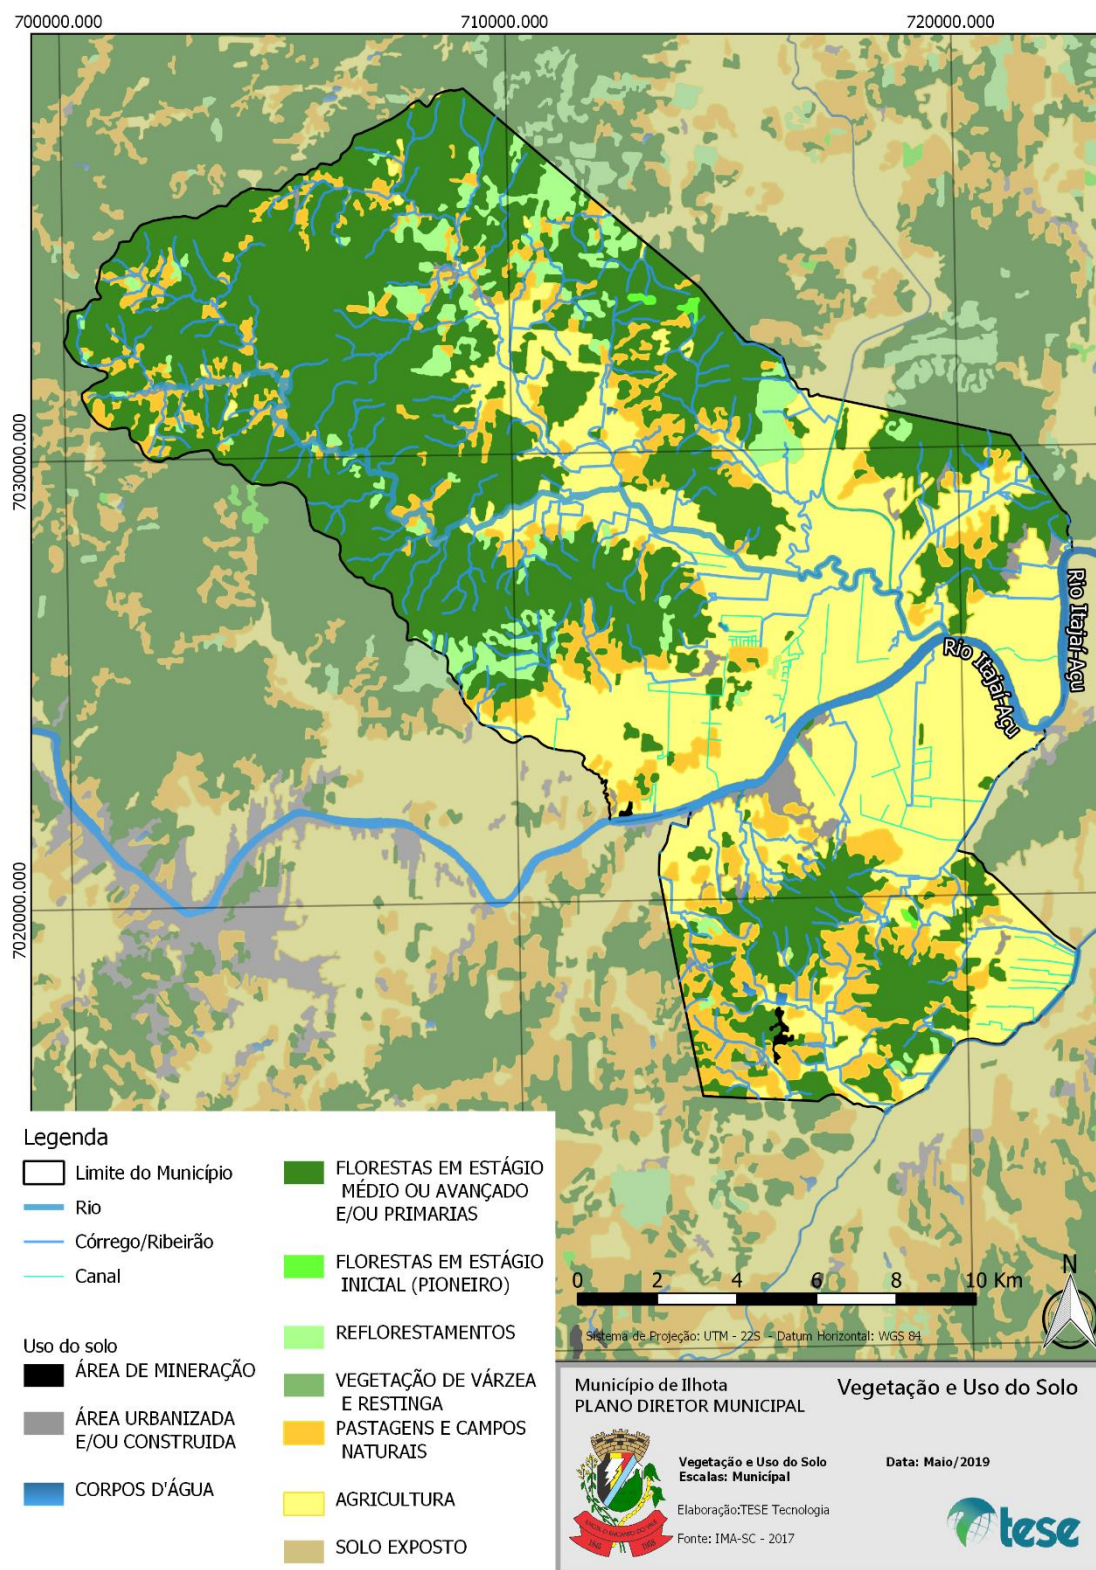 700000.000
710000.000
720000.000
7030000.000
7020000.000
Rio Itajaí-Açu
Rio Itajaí-Açu
Legenda
Limite do Município
Rio
Córrego/Ribeirão
Canal
Uso do solo
ÁREA DE MINERAÇÃO
ÁREA URBANIZADA
E/OU CONSTRUIDA
CORPOS D'ÁGUA
FLORESTAS EM ESTÁGIO
MÉDIO OU AVANÇADO
E/OU PRIMARIAS
FLORESTAS EM ESTÁGIO
INICIAL (PIONEIRO)
REFLORESTAMENTOS
VEGETAÇÃO DE VÁRZEA
E RESTINGA
PASTAGENS E CAMPOS
NATURAIS
AGRICULTURA
SOLO EXPOSTO
0 2 4 6 8 10 Km
N
Sistema de Projeção: UTM - 22S - Datum Horizontal: WGS 84
Município de Ilhota
PLANO DIRETOR MUNICIPAL
Vegetação e Uso do Solo
Vegetação e Uso do Solo
Escalas: Municípal
Data: Maio/2019
Elaboração:TESE Tecnologia
Fonte: IMA-SC - 2017
tese